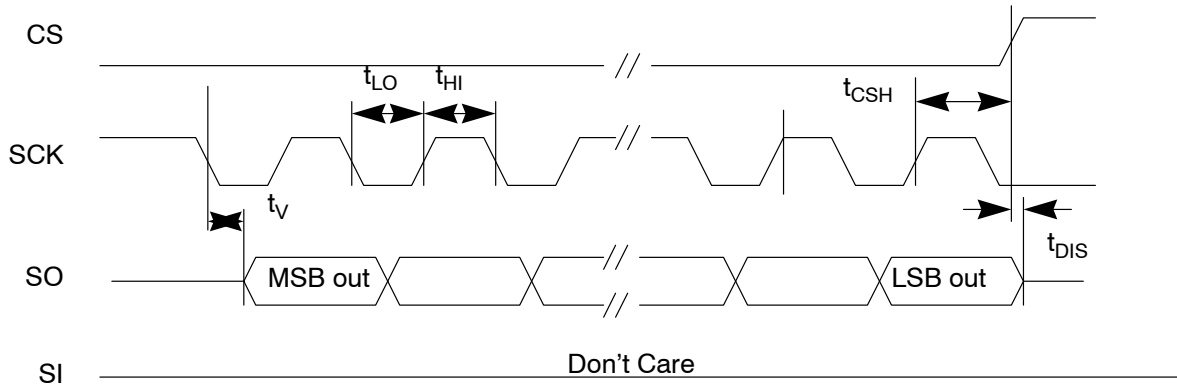 CS
tLO tHI
tCSH
SCK
tV
tDIS
SO
MSB out
LSB out
Don't Care
SI